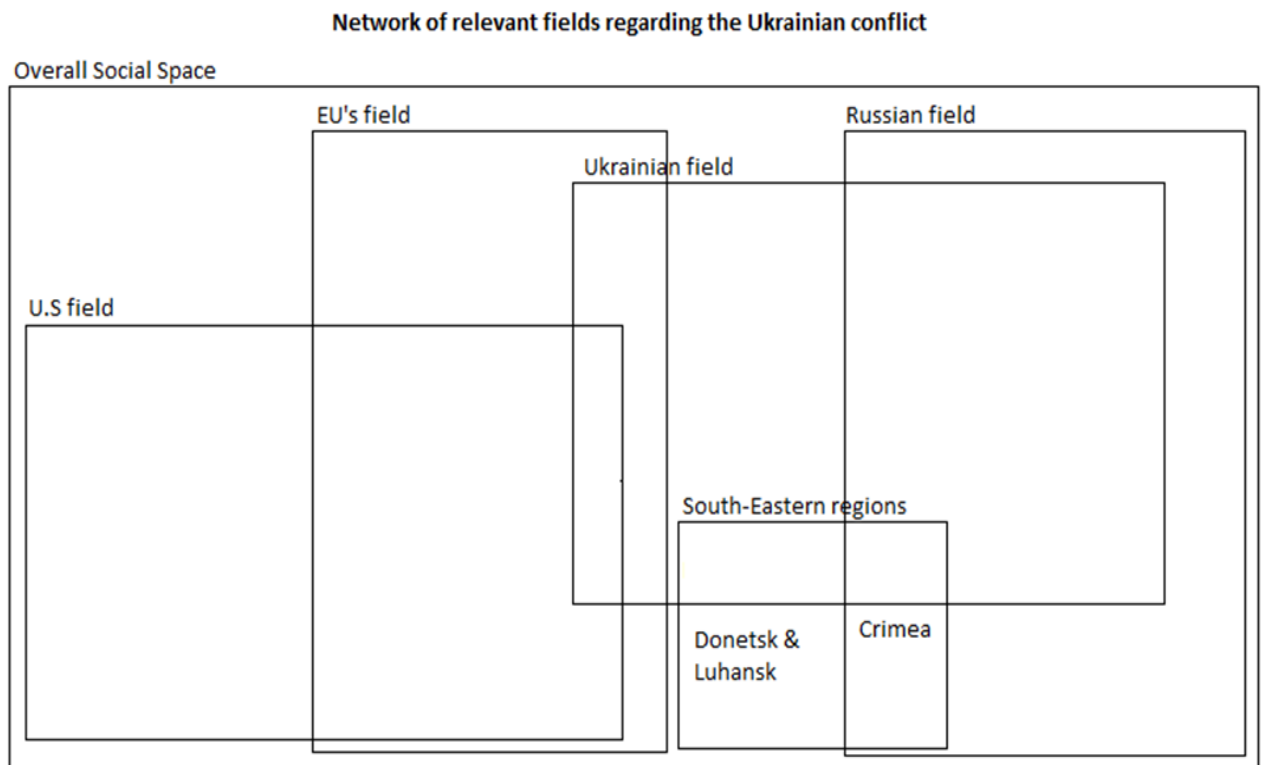 Network of relevant fields regarding the Ukrainian conflict
Overall Social Space
EU's field
Russian field
Ukrainian field
U.S field
South-Eastern regions
Crimea
Donetsk &
Luhansk